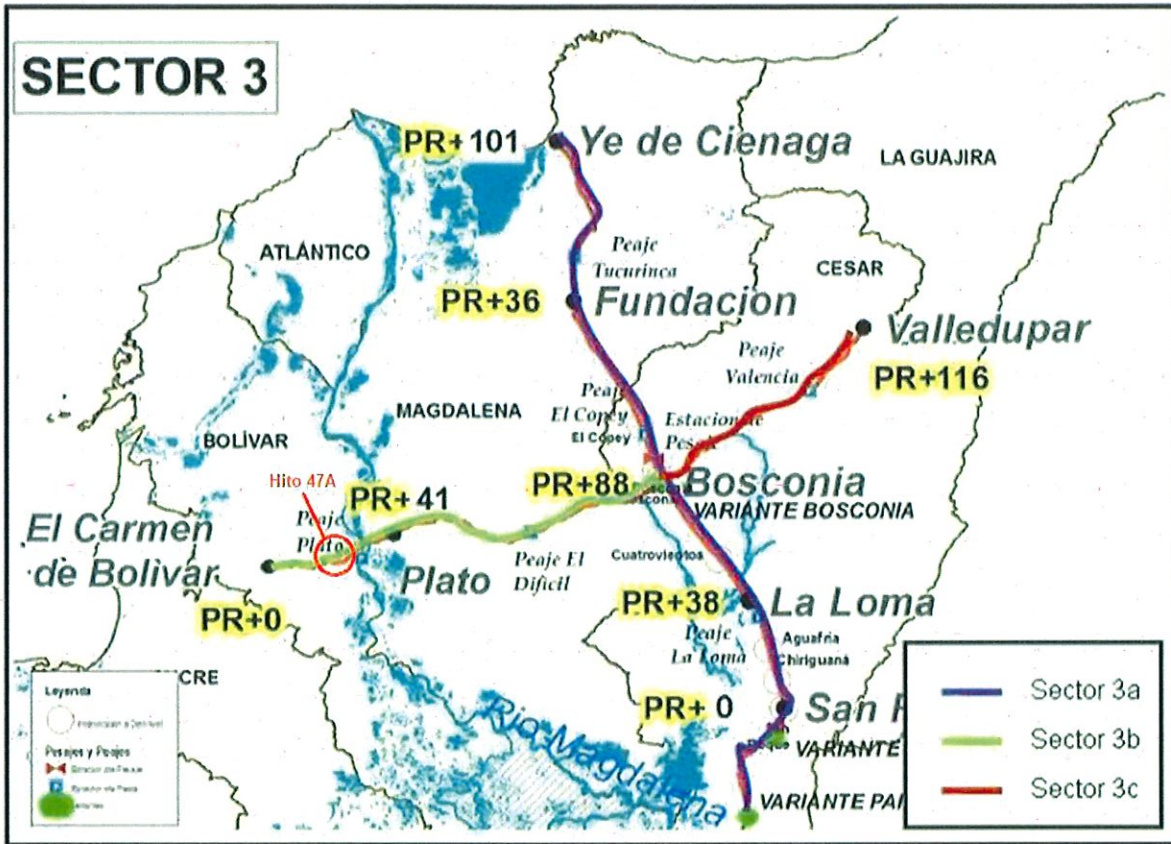 SECTOR 3
PR+ 101
Ye de Cienaga
LA GUAJIRA
ATLÁNTICO
Peaje
Tucurinca
CESAR
PR+36
Fundacion
Valledupar
Peaje
Valencia
PR+116
MAGDALENA
Peaje
El Copey
El Copey
Estacion de
Pesaje
BOLÍVAR
Hito 47A
PR+ 41
PR+88
Bosconia
VARIANTE BOSCONIA
Peaje
Plato
El Carmen
de Bolivar
Plato
Peaje El
Dificil
Cuatrovientos
PR+0
PR+38
La Loma
Peaje
La Loma
Aguafria
Chiriguaná
CRE
PR+ 0
San
VARIANTE
Rio Magdalena
VARIANTE PAI
Leyenda
Pesajes y Peajes
Sector 3a
Sector 3b
Sector 3c